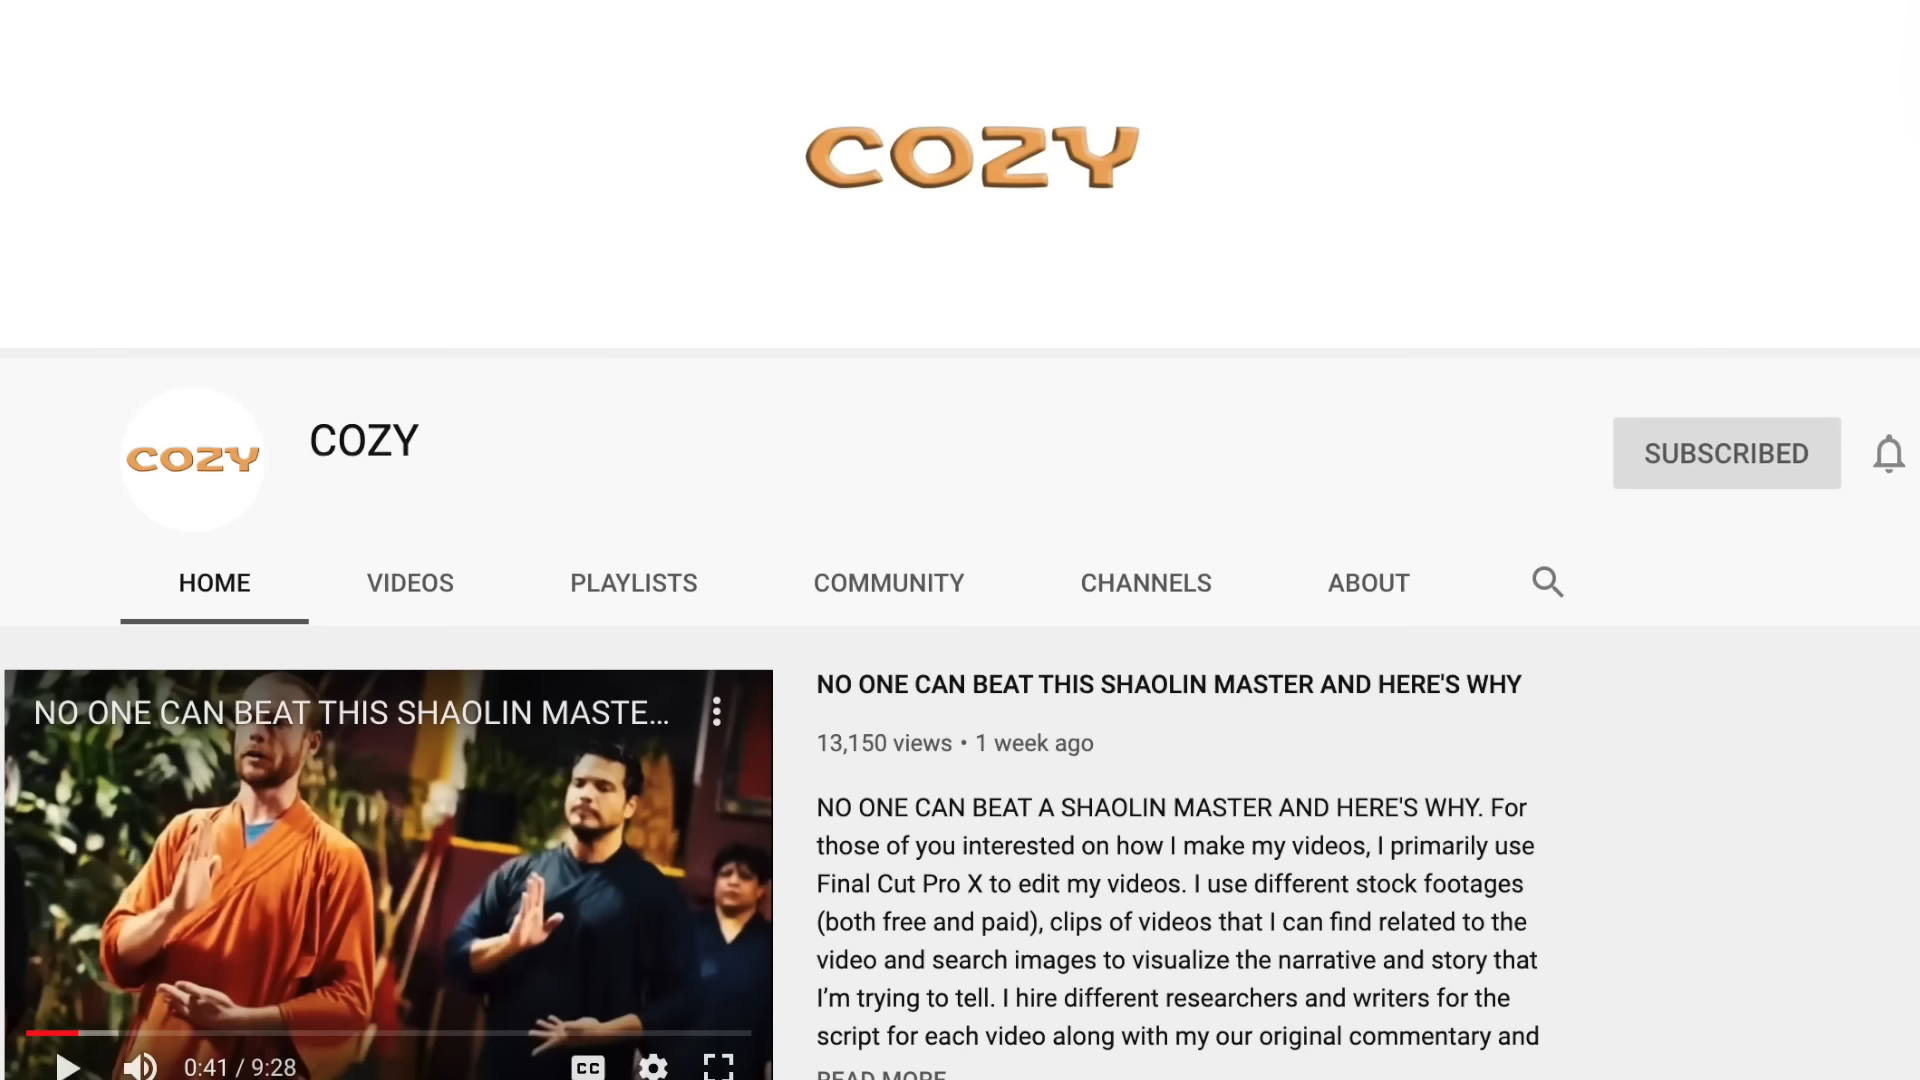 COZY
COZY
COZY
SUBSCRIBED
HOME
VIDEOS
PLAYLISTS
COMMUNITY
CHANNELS
ABOUT
NO ONE CAN BEAT THIS SHAOLIN MASTE...
0:41 / 9:28
CC
NO ONE CAN BEAT THIS SHAOLIN MASTER AND HERE'S WHY
13,150 views • 1 week ago
NO ONE CAN BEAT A SHAOLIN MASTER AND HERE'S WHY. For
those of you interested on how I make my videos, I primarily use
Final Cut Pro X to edit my videos. I use different stock footages
(both free and paid), clips of videos that I can find related to the
video and search images to visualize the narrative and story that
I’m trying to tell. I hire different researchers and writers for the
script for each video along with my our original commentary and
READ MORE